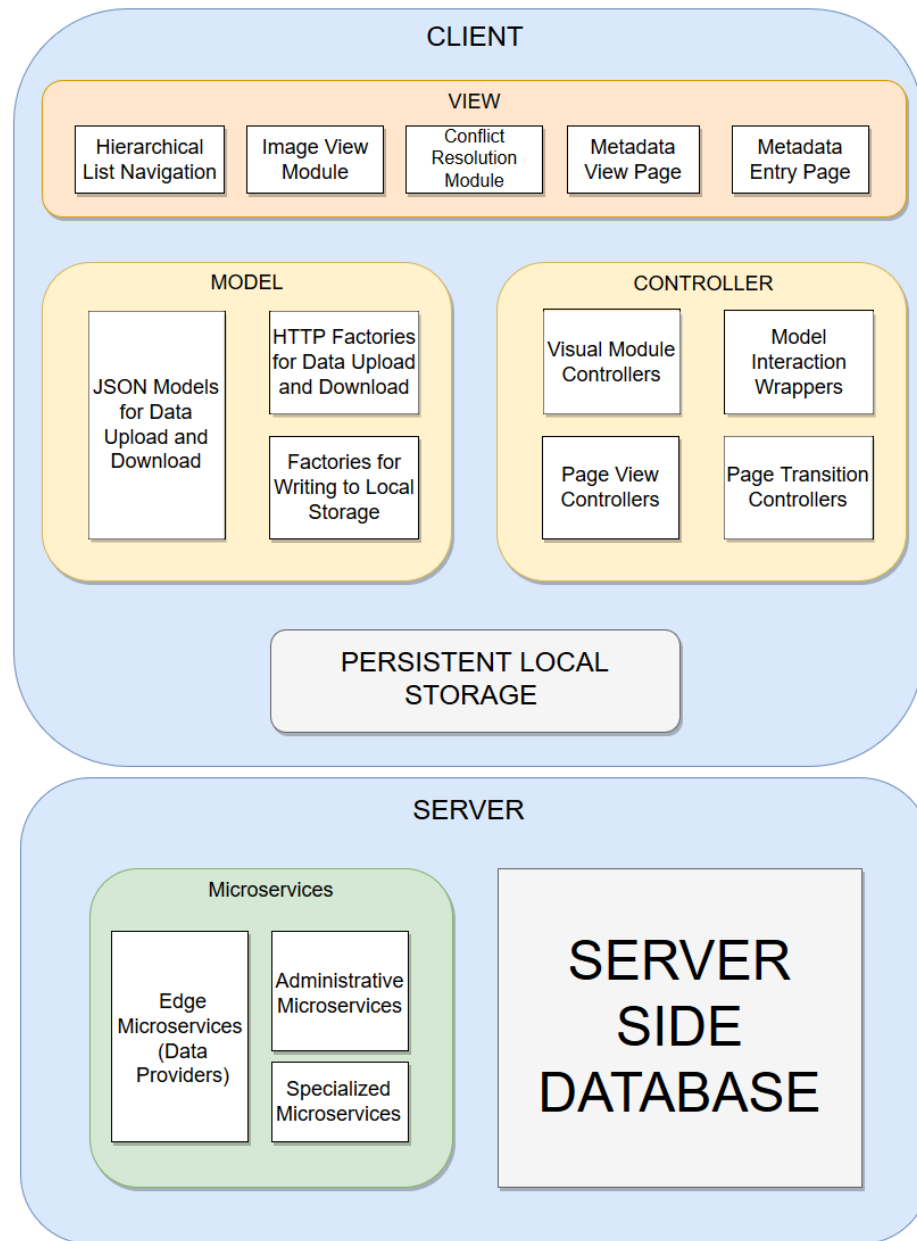 CLIENT
VIEW
Hierarchical
List Navigation
Image View
Module
Conflict
Resolution
Module
Metadata
View Page
Metadata
Entry Page
MODEL
JSON Models
for Data
Upload and
Download
HTTP Factories
for Data Upload
and Download
Factories for
Writing to Local
Storage
CONTROLLER
Visual Module
Controllers
Model
Interaction
Wrappers
Page View
Controllers
Page Transition
Controllers
PERSISTENT LOCAL
STORAGE
SERVER
Microservices
Edge
Microservices
(Data
Providers)
Administrative
Microservices
Specialized
Microservices
SERVER
SIDE
DATABASE